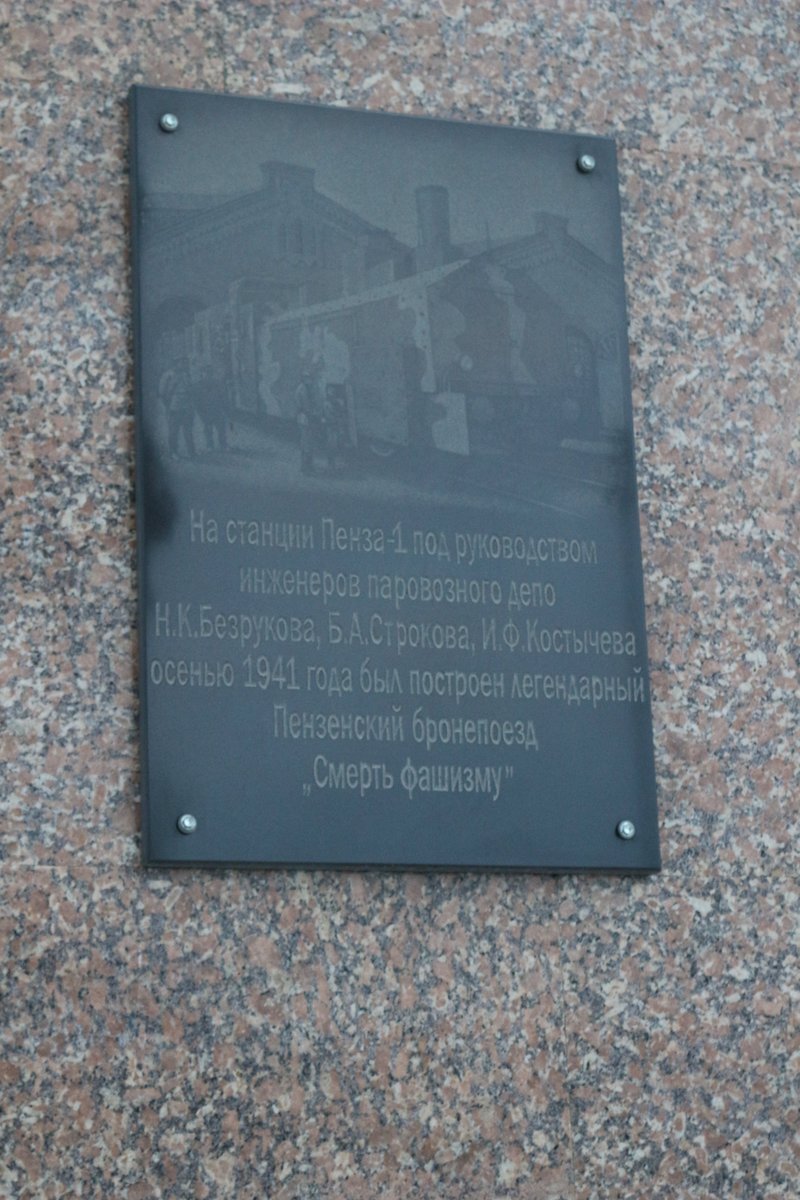 На станции Пенза-1 под руководством
инженеров паровозного депо
Н.К.Безрукова, Б.А.Строкова, И.Ф.Костычева
осенью 1941 года был построен легендарный
Пензенский бронепоезд
„Смерть фашизму”